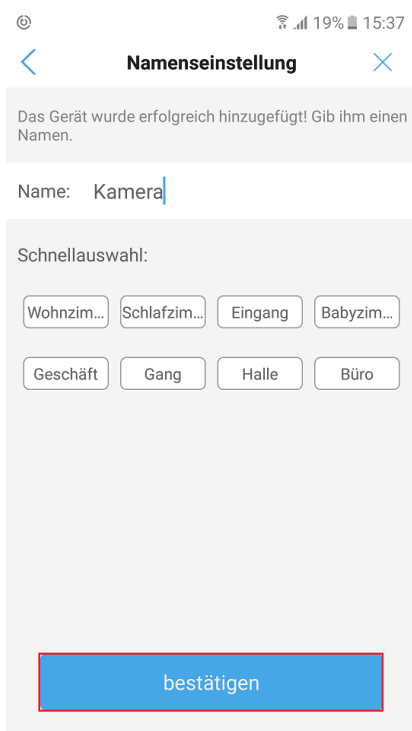 19% 15:37
Namenseinstellung
Das Gerät wurde erfolgreich hinzugefügt! Gib ihm einen
Namen.
Name: Kamera
Schnellauswahl:
Wohnzim... Schlafzim... Eingang Babyzim...
Geschäft Gang Halle Büro
bestätigen